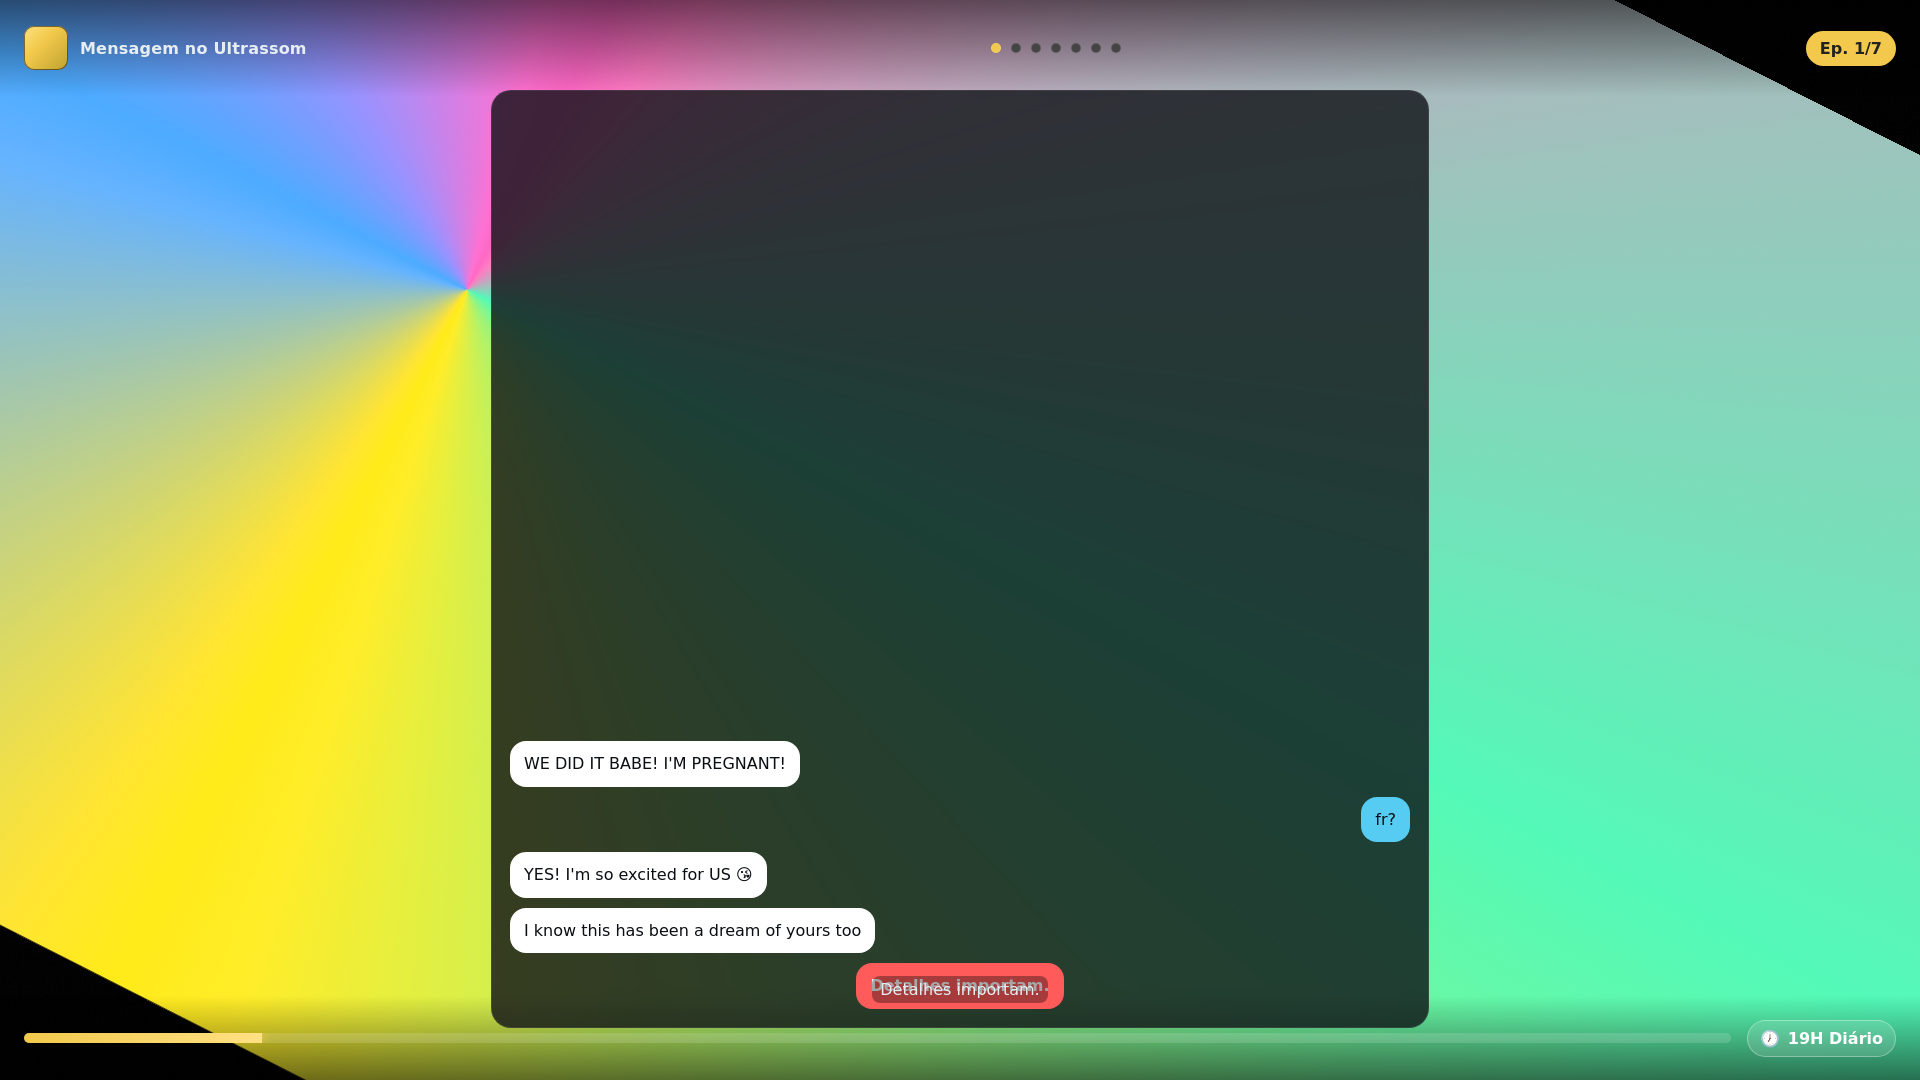 Mensagem no Ultrassom
Ep. 1/7
WE DID IT BABE! I'M PREGNANT!
fr?
YES! I'm so excited for US 😘
I know this has been a dream of yours too
Detalhes importam.
Detalhes importam.
19H Diário